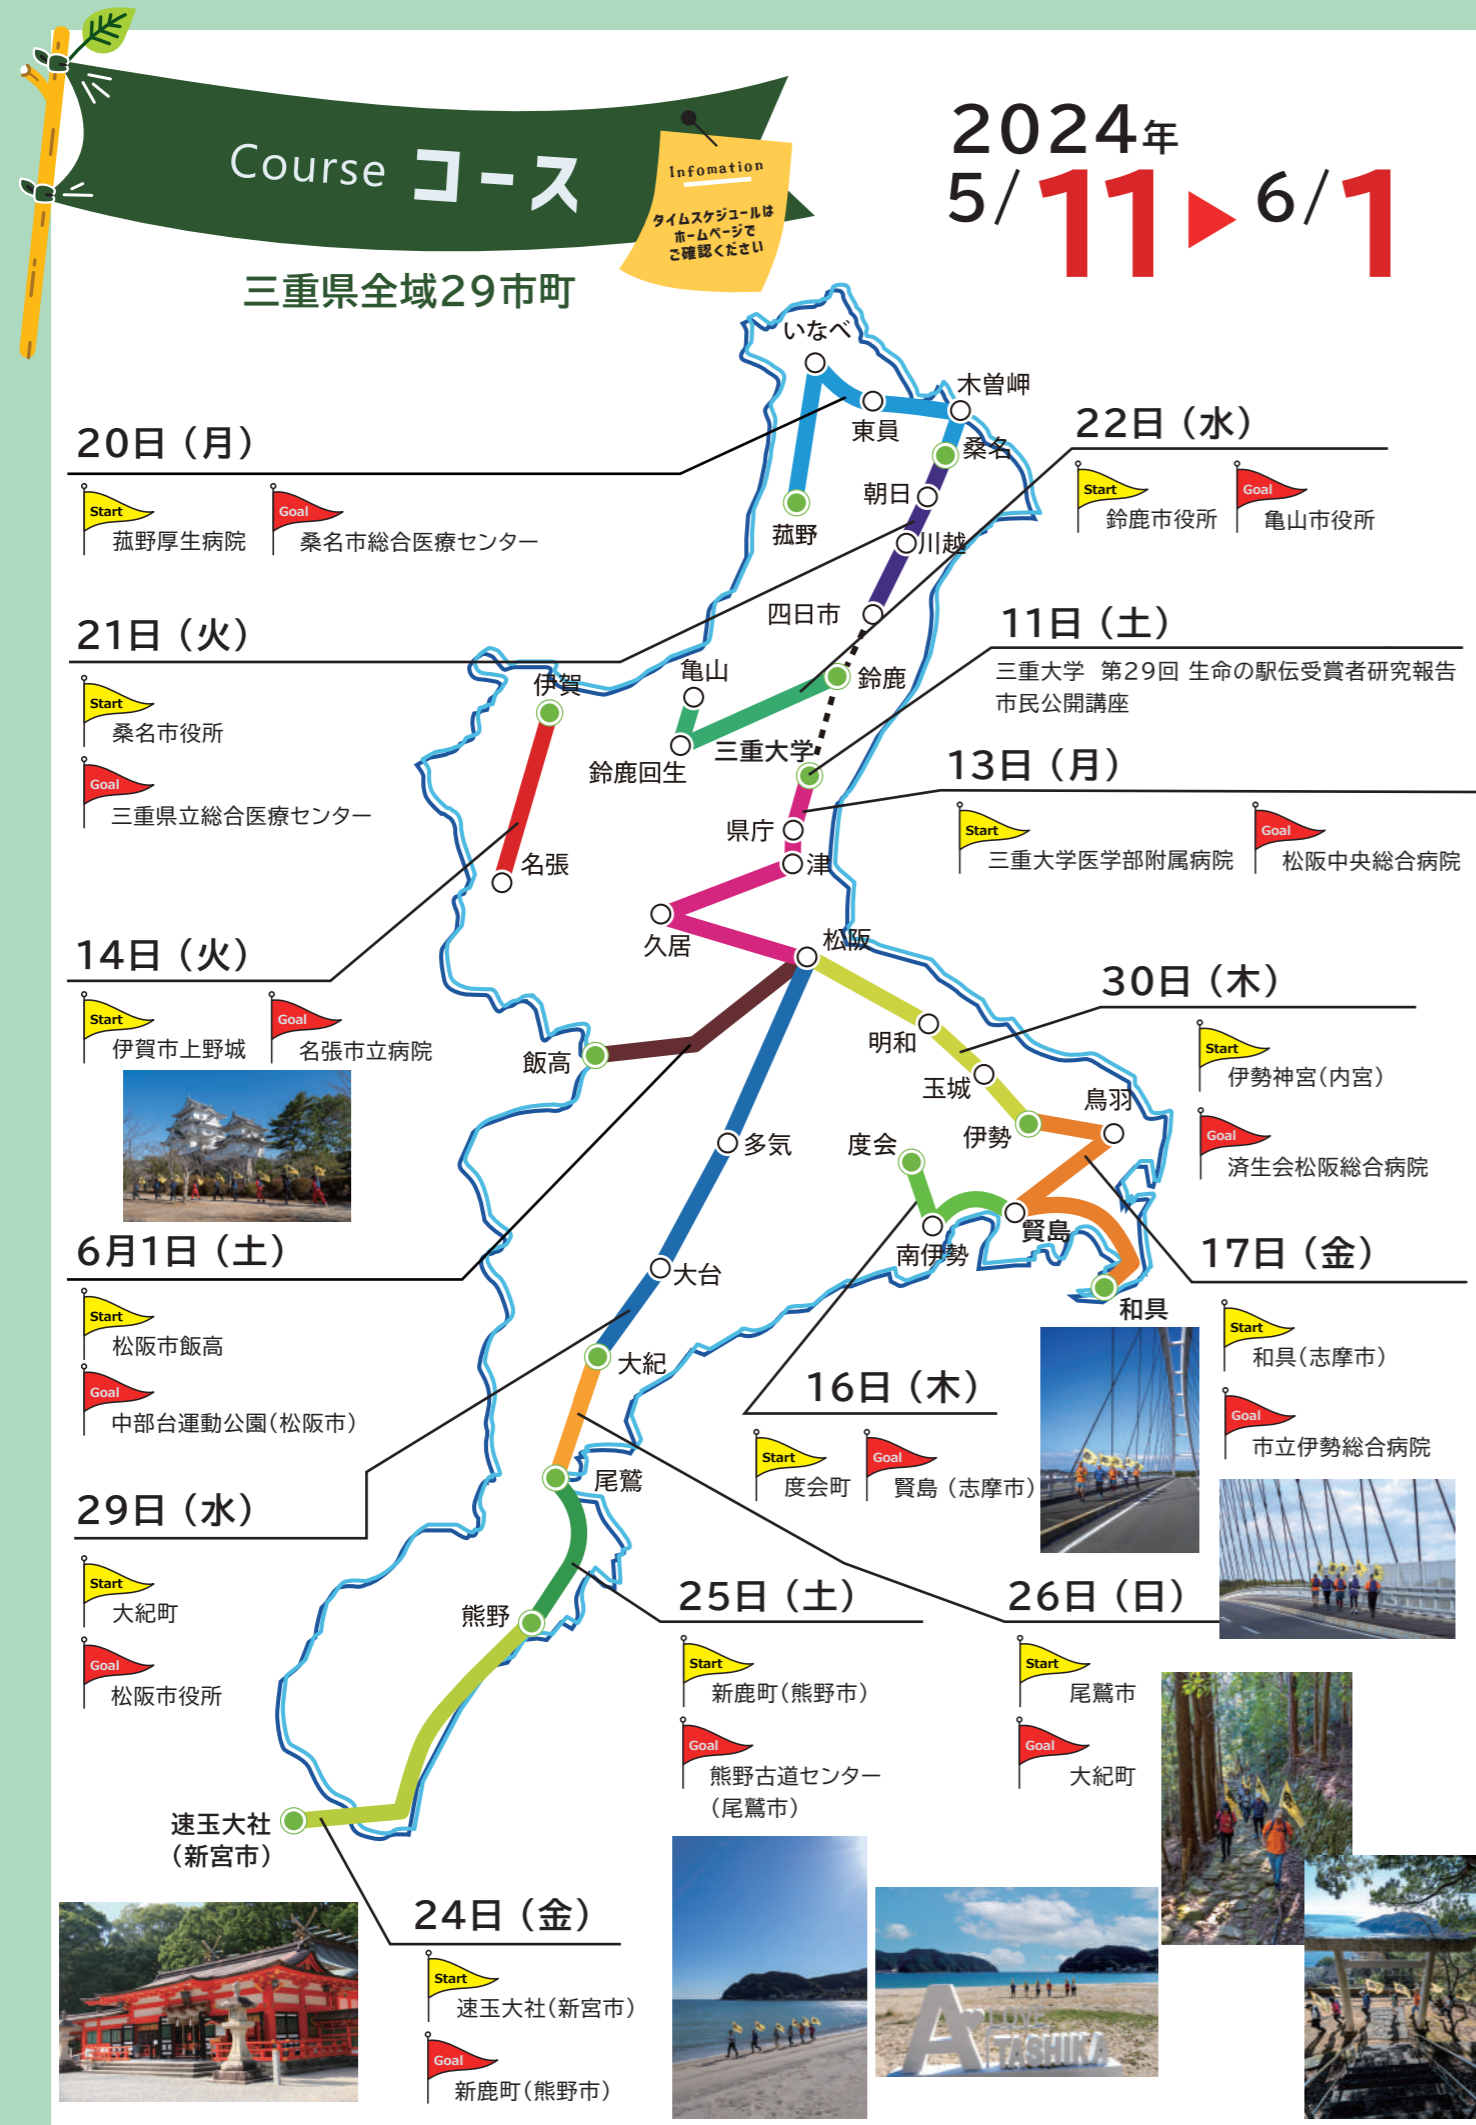 Course コース
Infomation
タイムスケジュールは
ホームページで
ご確認ください
2024年
5/11▶6/1
三重県全域29市町
いなべ
木曽岬
東員
桑名
朝日
菰野
川越
四日市
亀山
鈴鹿
伊賀
鈴鹿回生
三重大学
県庁
名張
津
久居
松阪
明和
飯高
玉城
鳥羽
伊勢
多気
度会
賢島
南伊勢
大台
和具
大紀
尾鷲
熊野
速玉大社
(新宮市)
20日(月)
Start 菰野厚生病院
Goal 桑名市総合医療センター
22日(水)
Start 鈴鹿市役所
Goal 亀山市役所
21日(火)
Start 桑名市役所
Goal 三重県立総合医療センター
11日(土)
三重大学 第29回 生命の駅伝受賞者研究報告
市民公開講座
13日(月)
Start 三重大学医学部附属病院
Goal 松阪中央総合病院
14日(火)
Start 伊賀市上野城
Goal 名張市立病院
30日(木)
Start 伊勢神宮(内宮)
Goal 済生会松阪総合病院
6月1日(土)
Start 松阪市飯高
Goal 中部台運動公園(松阪市)
17日(金)
Start 和具(志摩市)
Goal 市立伊勢総合病院
16日(木)
Start 度会町
Goal 賢島(志摩市)
29日(水)
Start 大紀町
Goal 松阪市役所
25日(土)
Start 新鹿町(熊野市)
Goal 熊野古道センター
(尾鷲市)
26日(日)
Start 尾鷲市
Goal 大紀町
24日(金)
Start 速玉大社(新宮市)
Goal 新鹿町(熊野市)
TASHIKA